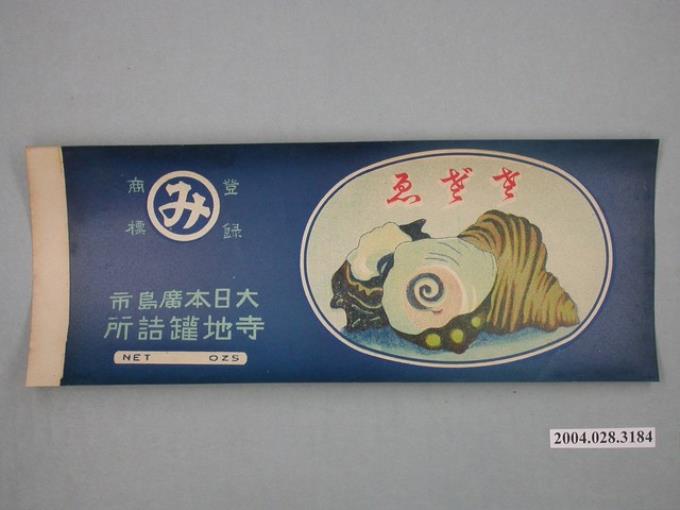 登録
商標
み
大日本廣島市
寺地罐詰所
NET OZS
さざゑ
2004.028.3184